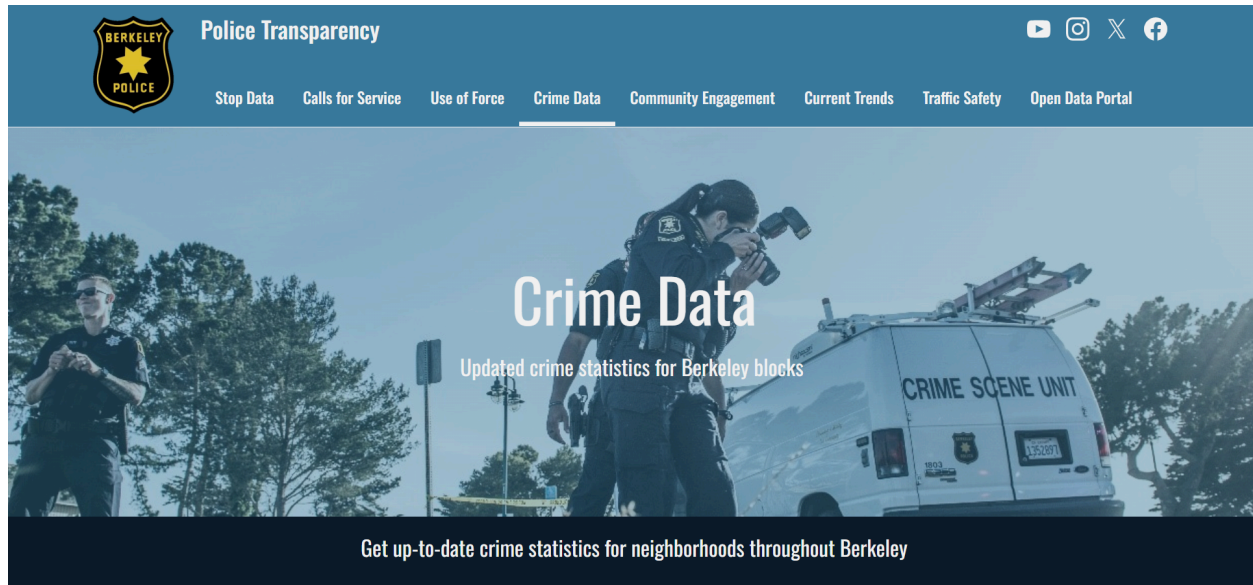 BERKELEY
POLICE
Police Transparency
Stop Data Calls for Service Use of Force Crime Data Community Engagement Current Trends Traffic Safety Open Data Portal
Crime Data
Updated crime statistics for Berkeley blocks
CRIME SCENE UNIT
1352897
1803
Get up-to-date crime statistics for neighborhoods throughout Berkeley